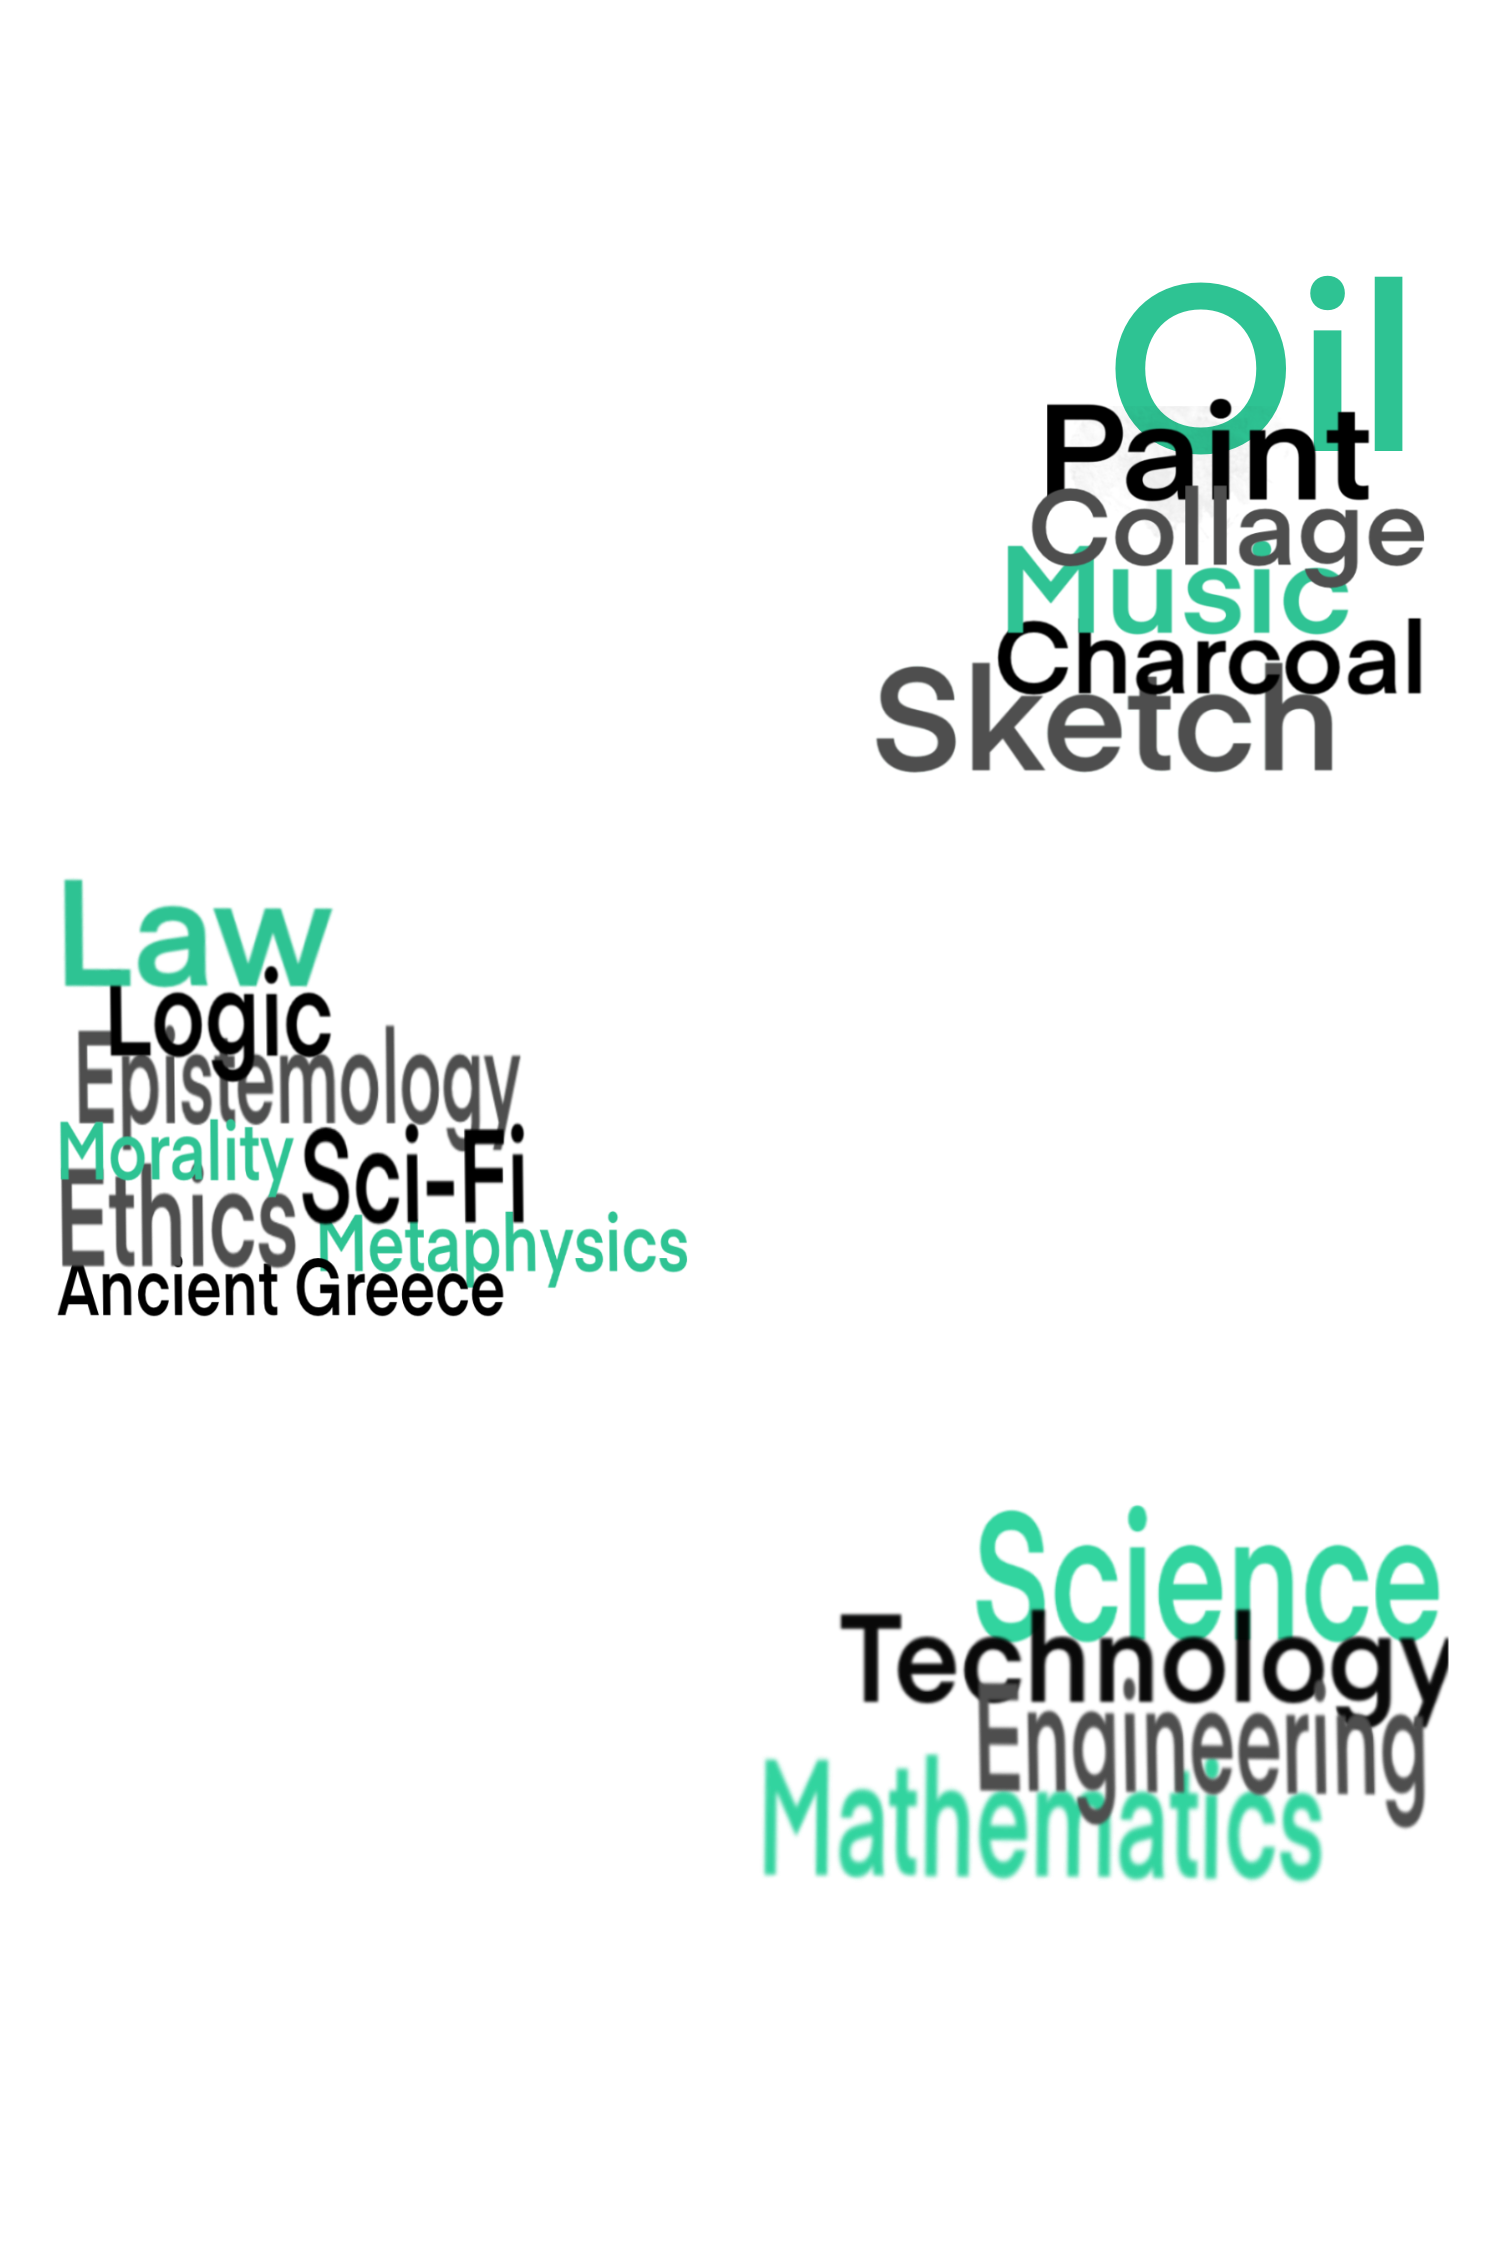 Oil
Paint
Collage
Music
Charcoal
Sketch
Law
Logic
Epistemology
Morality
Sci-Fi
Ethics
Metaphysics
Ancient Greece
Science
Technology
Engineering
Mathematics